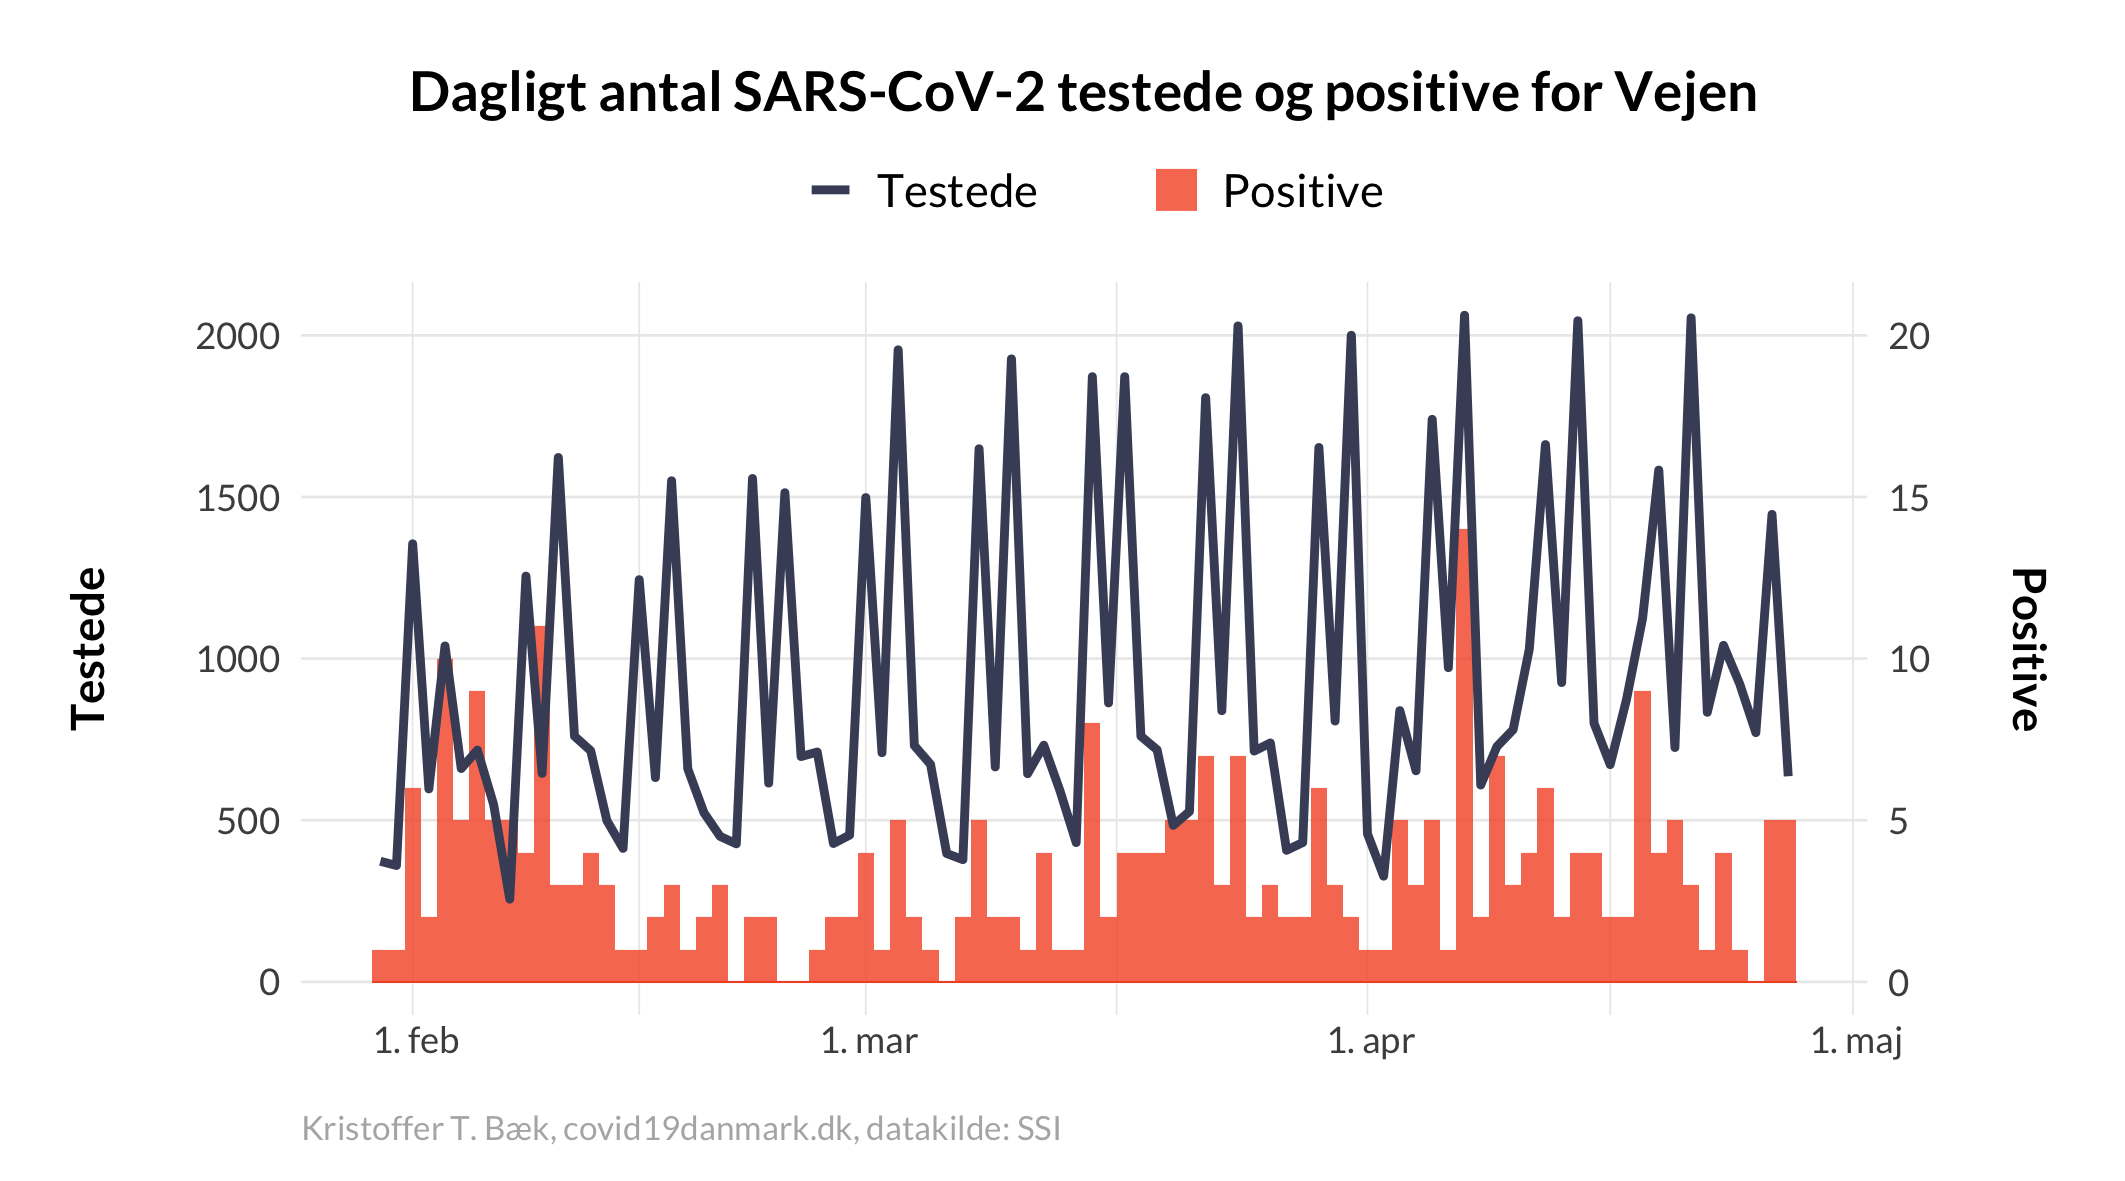 Dagligt antal SARS-CoV-2 testede og positive for Vejen
Testede
Positive
2000
1500
1000
500
0
20
15
10
5
0
Testede
Positive
1. feb
1. mar
1. apr
1. maj
Kristoffer T. Bæk, covid19danmark.dk, datakilde: SSI